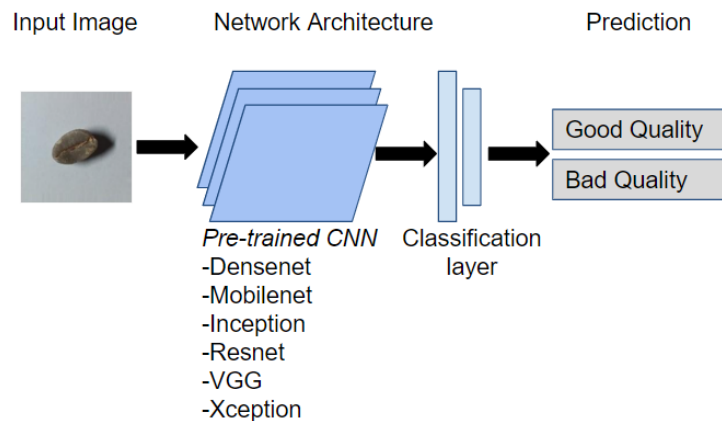 Input Image
Network Architecture
Prediction
Good Quality
Bad Quality
Pre-trained CNN
-Densenet
-Mobilenet
-Inception
-Resnet
-VGG
-Xception
Classification
layer